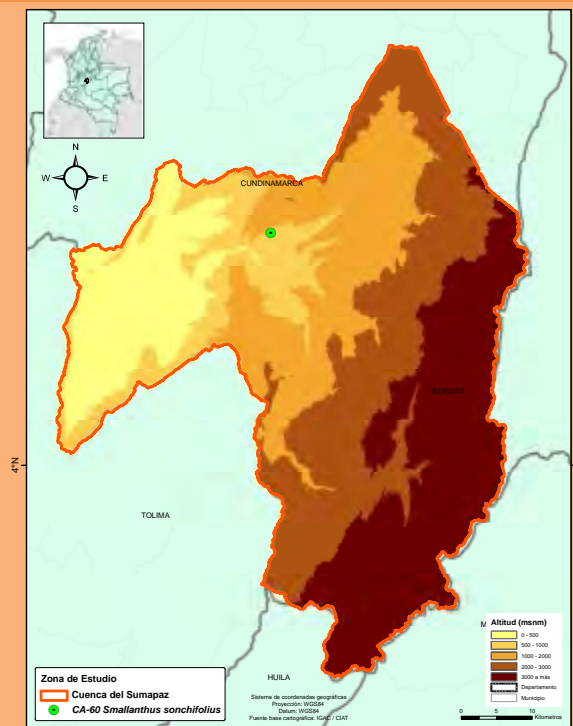 N
W E
S
CUNDINAMARCA
BOGOTÁ
4°N
TOLIMA
HUILA
M
Zona de Estudio
Cuenca del Sumapaz
CA-60 Smallanthus sonchifolius
Sistema de coordenadas geográficas
Proyección: WGS84
Datum: WGS84
Fuente base cartográfica: IGAC / CIAT
Altitud (msnm)
0 - 500
500 - 1000
1000 - 2000
2000 - 3000
3000 a más
Departamento
Municipio
0 5 10
Kilometros